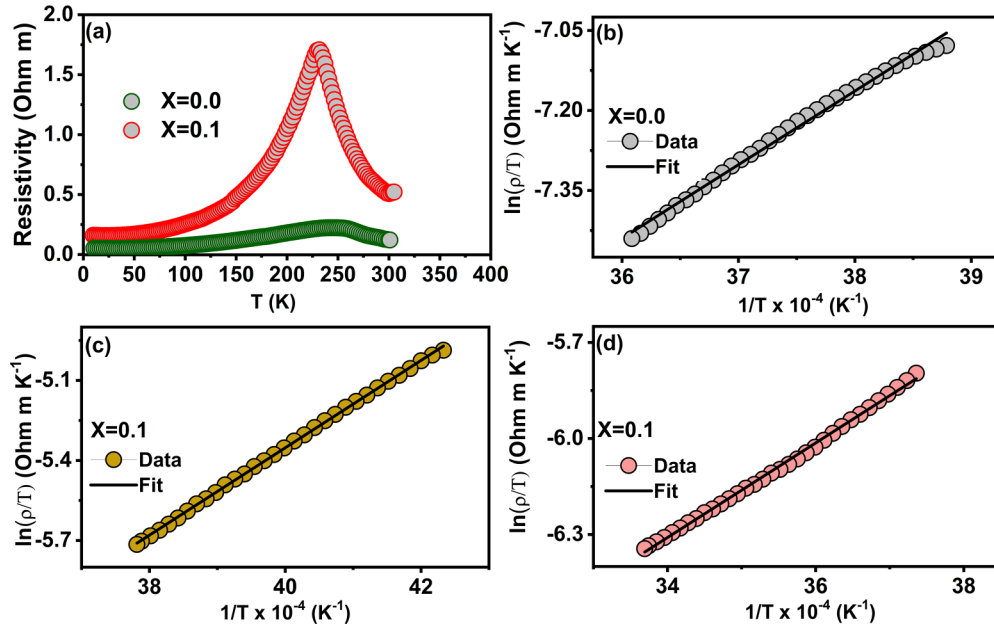 (a)
Resistivity (Ohm m)
2.0
1.5
1.0
0.5
0.0
X=0.0
X=0.1
0 50 100 150 200 250 300 350 400
T (K)
(b)
ln(ρ/T) (Ohm m K⁻¹)
-7.05
-7.20
-7.35
X=0.0
Data
Fit
36 37 38 39
1/T x 10⁻⁴ (K⁻¹)
(c)
ln(ρ/T) (Ohm m K⁻¹)
-5.1
-5.4
-5.7
X=0.1
Data
Fit
38 40 42
1/T x 10⁻⁴ (K⁻¹)
(d)
ln(ρ/T) (Ohm m K⁻¹)
-5.7
-6.0
-6.3
X=0.1
Data
Fit
34 36 38
1/T x 10⁻⁴ (K⁻¹)